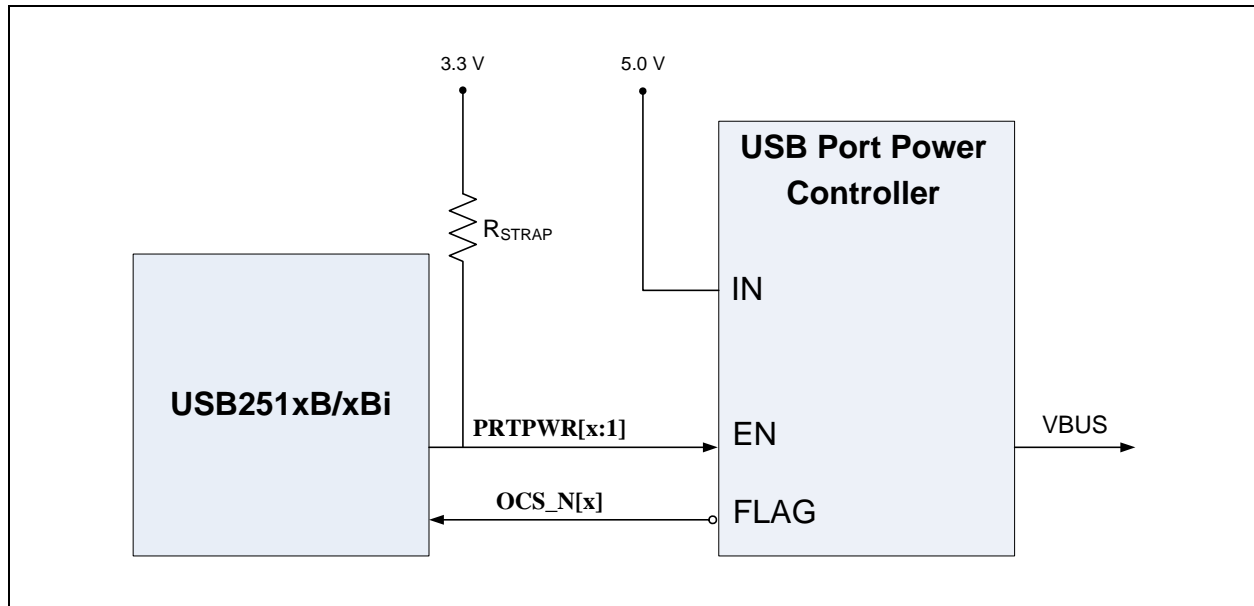 3.3 V
5.0 V
USB Port Power
Controller
RSTRAP
IN
USB251xB/xBi
PRTPWR[x:1]
EN
VBUS
OCS_N[x]
FLAG